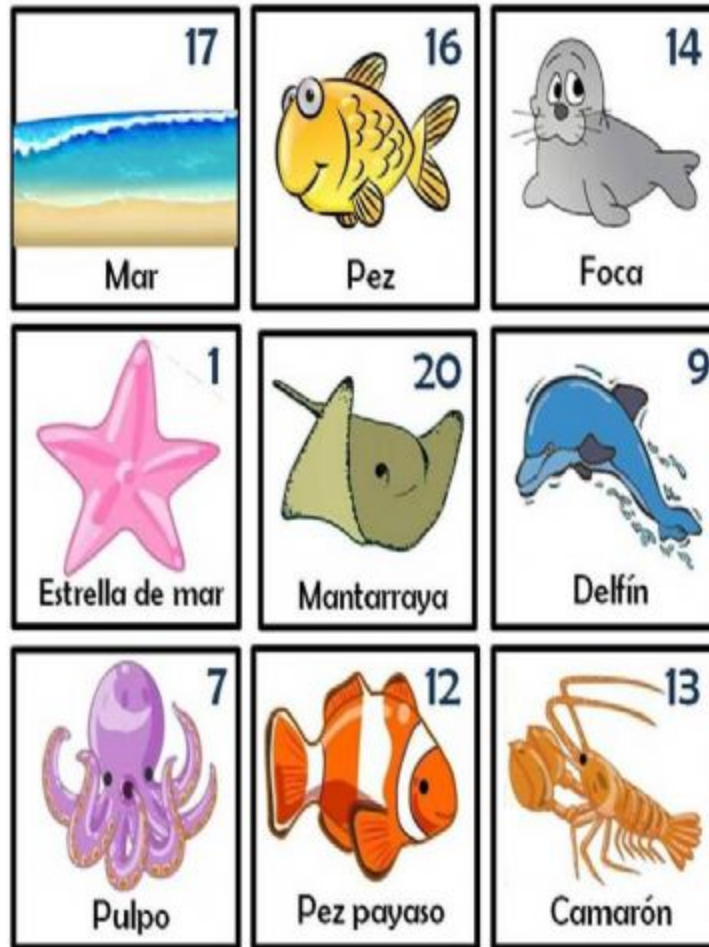 17
Mar
16
Pez
14
Foca
1
Estrella de mar
20
Mantarraya
9
Delfín
7
Pulpo
12
Pez payaso
13
Camarón